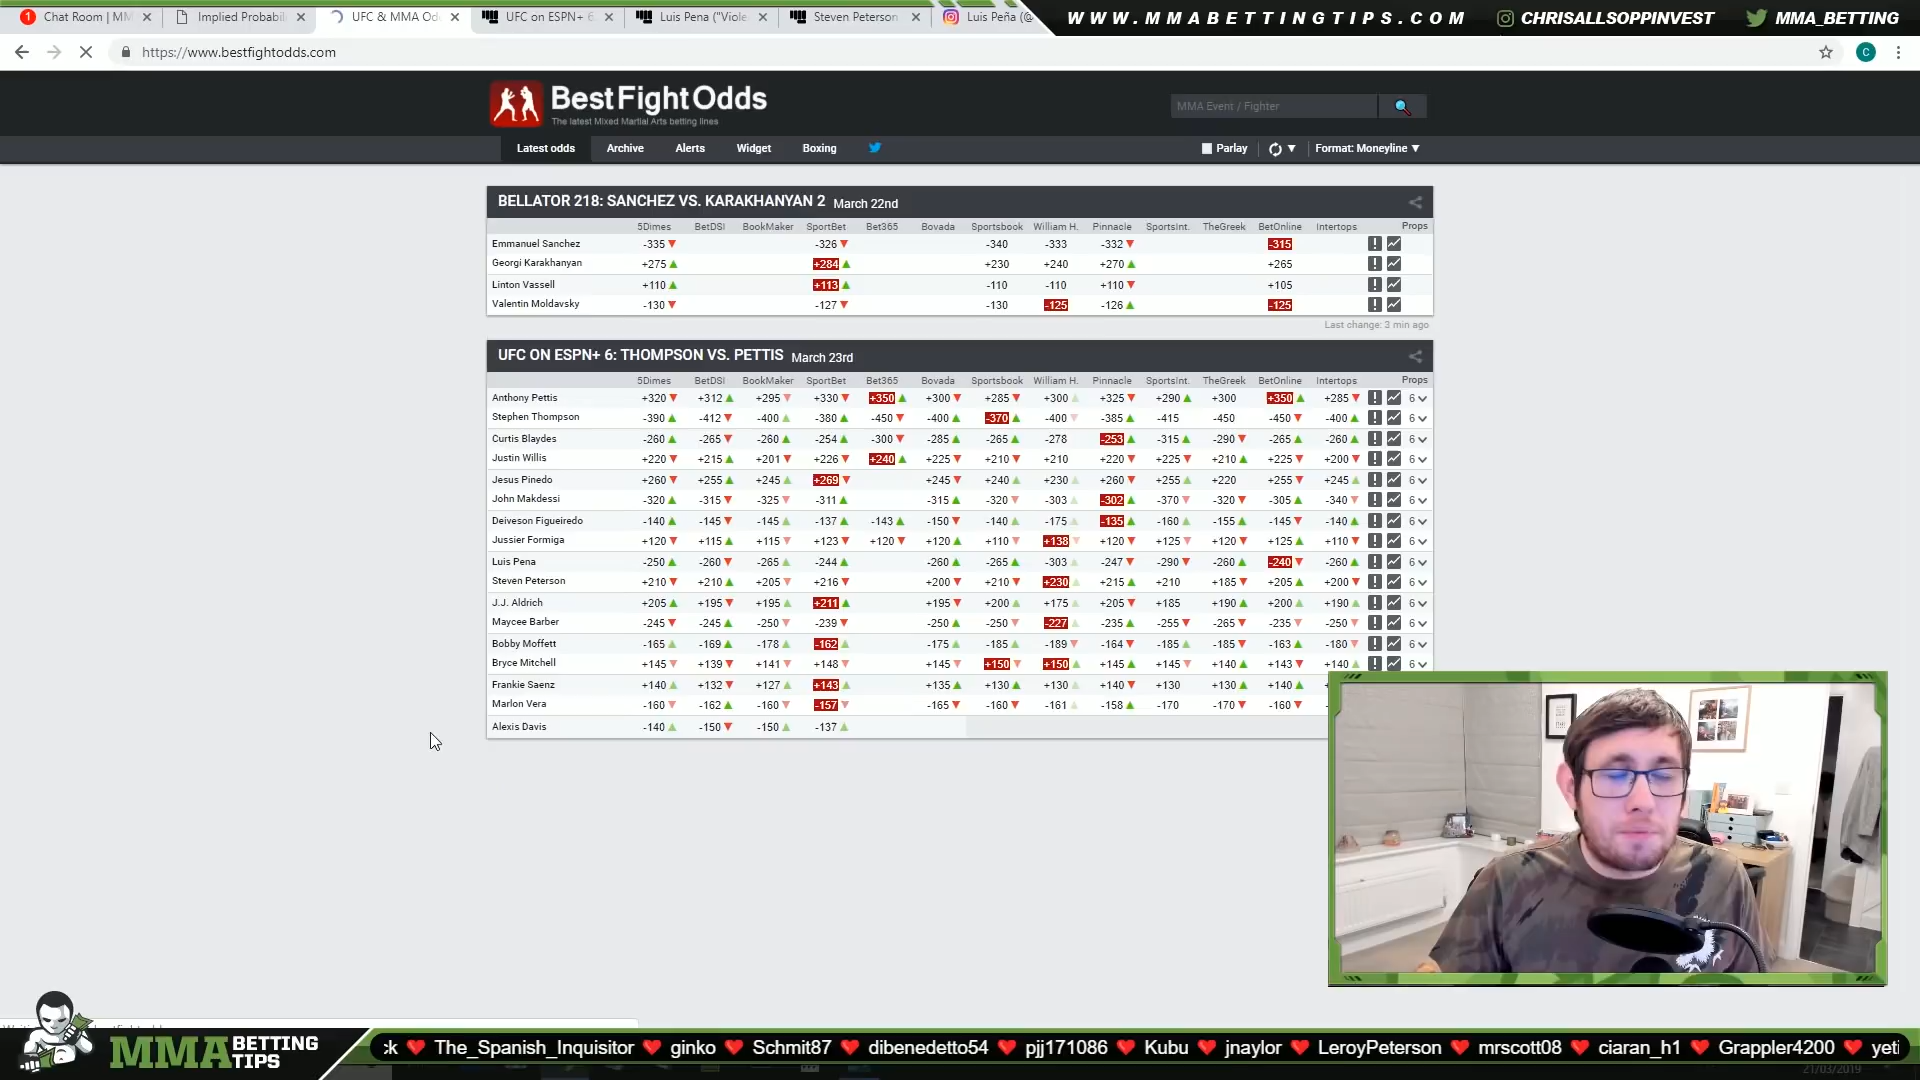 1 Chat Room | MM
Implied Probabili
UFC & MMA Od
UFC on ESPN+ 6
Luis Pena ("Viole
Steven Peterson
Luis Peña (@
WWW.MMABETTINGTIPS.COM
CHRISALLSOPPINVEST
MMA_BETTING
https://www.bestfightodds.com
C
BestFightOdds
The latest Mixed Martial Arts betting lines
MMA Event / Fighter
Latest odds Archive Alerts Widget Boxing Parlay Format: Moneyline ▼
BELLATOR 218: SANCHEZ VS. KARAKHANYAN 2 March 22nd
5Dimes BetDSI BookMaker SportBet Bet365 Bovada Sportsbook William H. Pinnacle SportsInt. TheGreek BetOnline Intertops Props
Emmanuel Sanchez -335▼ -326▼ -340 -333 -332▼ -315
Georgi Karakhanyan +275▲ +284▲ +230 +240 +270▲ +265
Linton Vassell +110▲ +113▲ -110 -110 +110▼ +105
Valentin Moldavsky -130▼ -127▼ -130 -125 -126▲ -125
Last change: 3 min ago
UFC ON ESPN+ 6: THOMPSON VS. PETTIS March 23rd
5Dimes BetDSI BookMaker SportBet Bet365 Bovada Sportsbook William H. Pinnacle SportsInt. TheGreek BetOnline Intertops Props
Anthony Pettis +320▼ +312▲ +295▼ +330▼ +350▲ +300▼ +285▼ +300▲ +325▼ +290▲ +300 +350▲ +285▼ 6
Stephen Thompson -390▲ -412▼ -400▲ -380▲ -450▼ -400▲ -370▲ -400▼ -385▲ -415 -450 -450▼ -400▲ 6
Curtis Blaydes -260▲ -265▼ -260▲ -254▲ -300▼ -285▲ -265▲ -278 -253▲ -315▲ -290▼ -265▲ -260▲ 6
Justin Willis +220▼ +215▲ +201▼ +226▼ +240▲ +225▼ +210▼ +210 +220▼ +225▼ +210▲ +225▼ +200▼ 6
Jesus Pinedo +260▼ +255▲ +245▲ +269▼ +245▼ +240▲ +230▲ +260▼ +255▲ +220 +255▼ +245▲ 6
John Makdessi -320▲ -315▼ -325▼ -311▲ -315▲ -320▼ -303▲ -302▲ -370▼ -320▼ -305▲ -340▼ 6
Deiveson Figueiredo -140▲ -145▼ -145▲ -137▲ -143▲ -150▼ -140▲ -175▲ -135▲ -160▲ -155▲ -145▼ -140▲ 6
Jussier Formiga +120▼ +115▲ +115▼ +123▼ +120▼ +120▲ +110▼ +138▼ +120▼ +125▼ +120▼ +125▲ +110▼ 6
Luis Pena -250▲ -260▼ -265▲ -244▲ -260▲ -265▲ -303▲ -247▼ -290▼ -260▲ -240▼ -260▲ 6
Steven Peterson +210▼ +210▲ +205▼ +216▼ +200▼ +210▼ +230▲ +215▲ +210 +185▼ +205▲ +200▼ 6
J.J. Aldrich +205▲ +195▼ +195▲ +211▲ +195▼ +200▲ +175▲ +205▼ +185 +190▲ +200▲ +190▲ 6
Maycee Barber -245▼ -245▲ -250▼ -239▼ -250▲ -250▼ -227▲ -235▲ -255▼ -265▼ -235▼ -250▼ 6
Bobby Moffett -165▲ -169▲ -178▲ -162▲ -175▲ -185▲ -189▼ -164▼ -185▲ -185▼ -163▲ -180▼ 6
Bryce Mitchell +145▼ +139▼ +141▼ +148▼ +145▼ +150▼ +150▲ +145▲ +145▼ +140▲ +143▼ +140▲ 6
Frankie Saenz +140▲ +132▼ +127▲ +143▲ +135▲ +130▲ +130▲ +140▼ +130 +130▲ +140▲
Marlon Vera -160▼ -162▲ -160▼ -157▼ -165▼ -160▼ -161▲ -158▲ -170 -170▼ -160▼
Alexis Davis -140▲ -150▼ -150▲ -137▲
MMA BETTING TIPS
ck ❤ The_Spanish_Inquisitor ❤ ginko ❤ Schmit87 ❤ dibenedetto54 ❤ pjj171086 ❤ Kubu ❤ jnaylor ❤ LeroyPeterson ❤ mrscott08 ❤ ciaran_h1 ❤ Grappler4200 ❤ yeti
21/03/2019